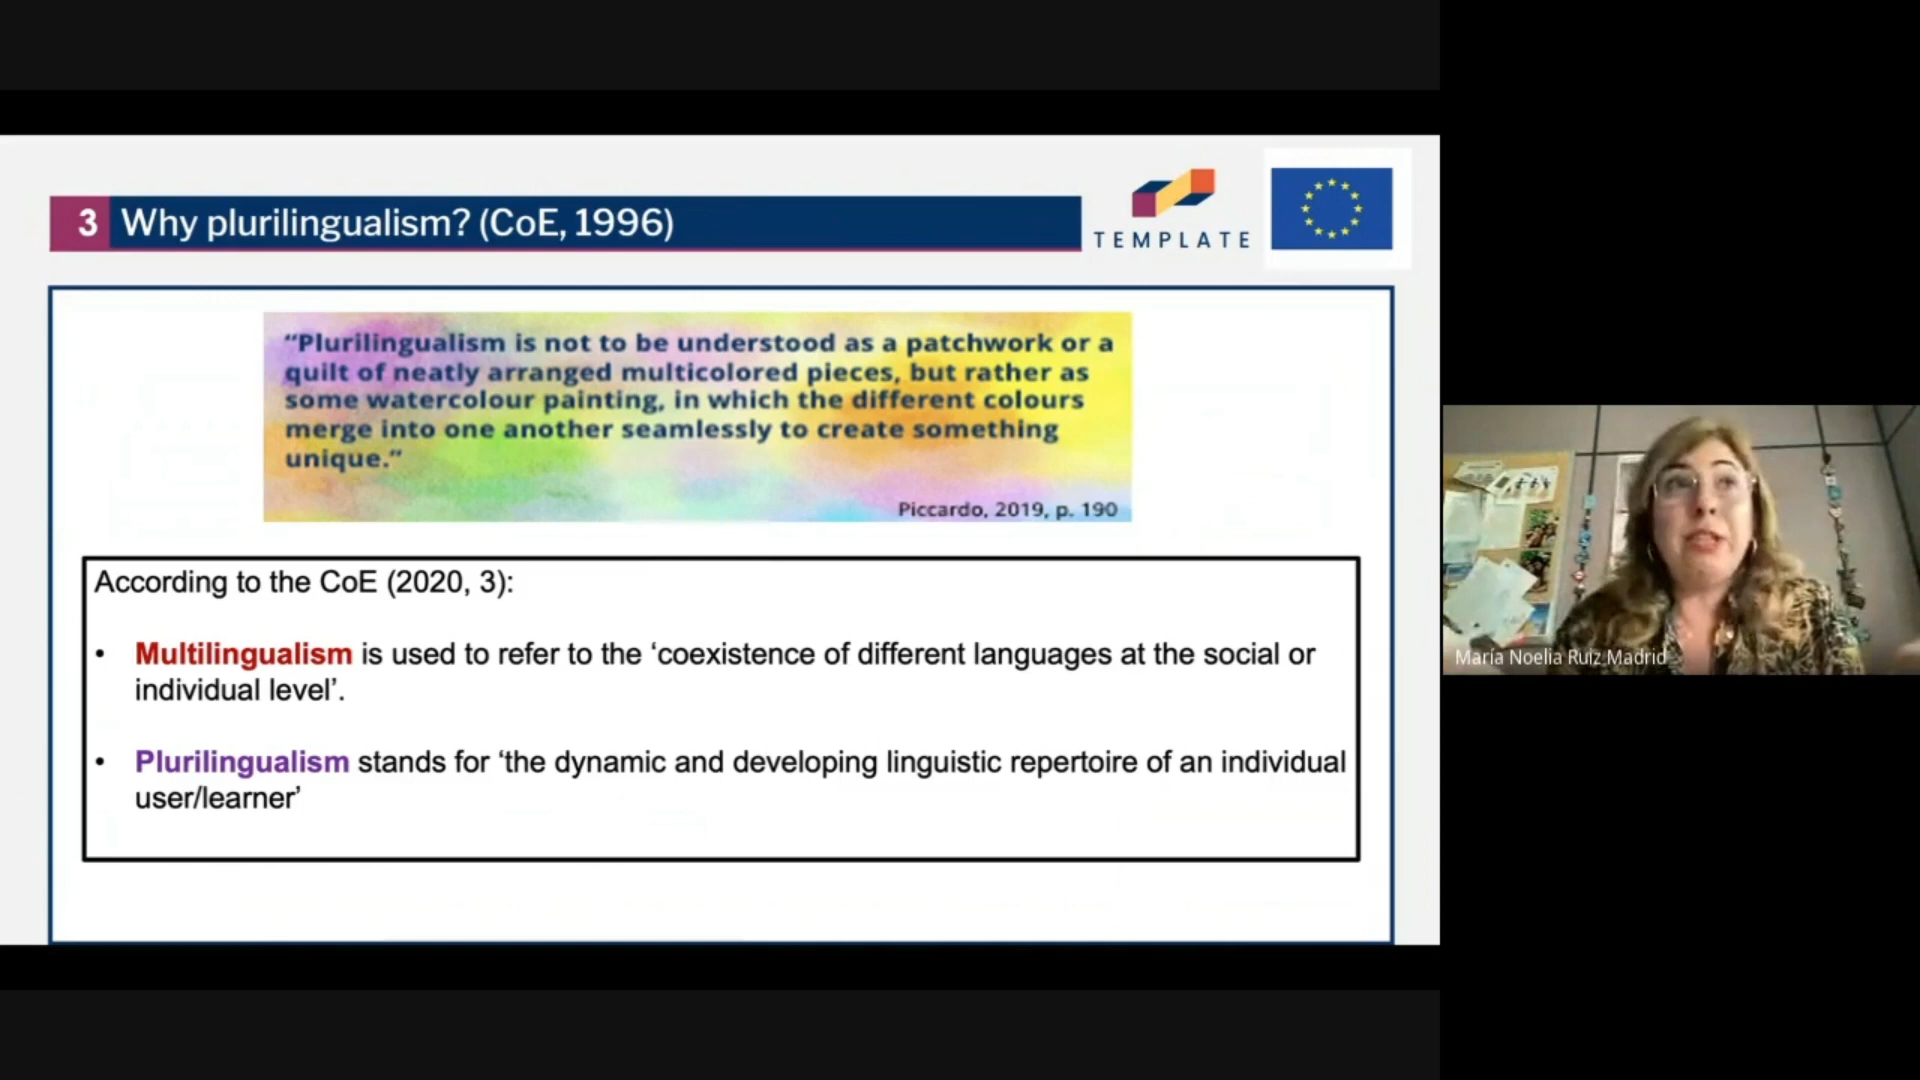 3 Why plurilingualism? (CoE, 1996)
TEMPLATE
“Plurilingualism is not to be understood as a patchwork or a
quilt of neatly arranged multicolored pieces, but rather as
some watercolour painting, in which the different colours
merge into one another seamlessly to create something
unique.”
Piccardo, 2019, p. 190
According to the CoE (2020, 3):
• Multilingualism is used to refer to the ‘coexistence of different languages at the social or
individual level’.
• Plurilingualism stands for ‘the dynamic and developing linguistic repertoire of an individual
user/learner’
María Noelia Ruiz Madrid